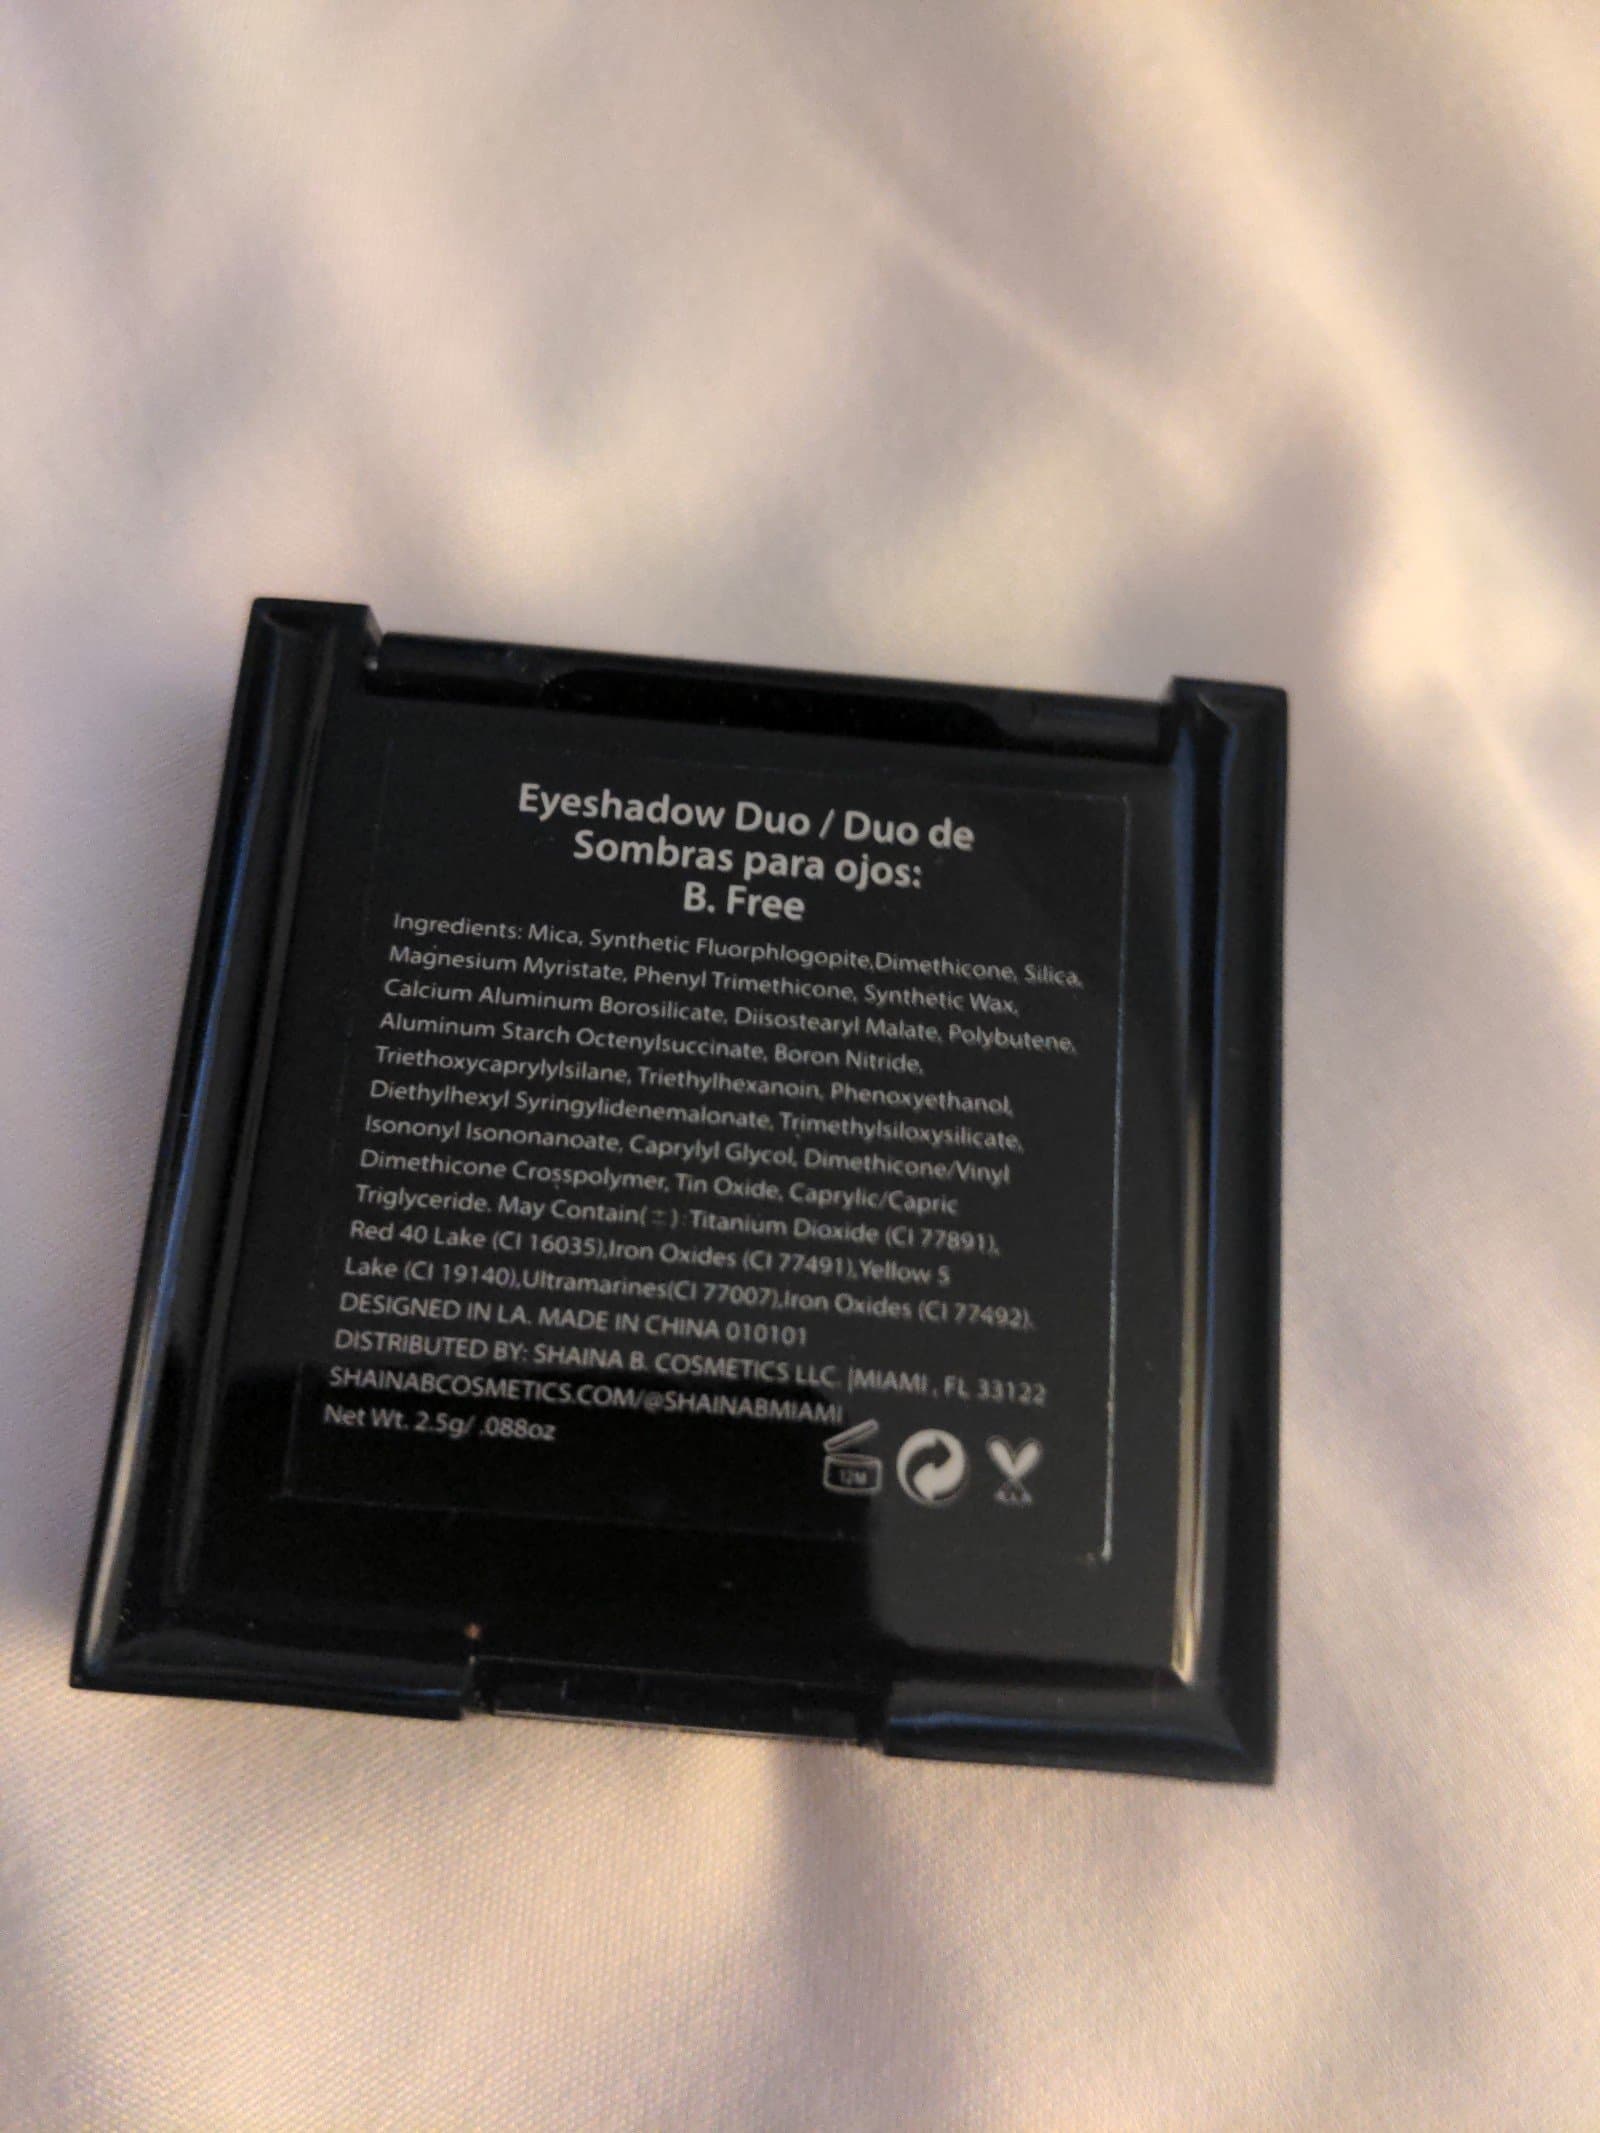 Eyeshadow Duo / Duo de
Sombras para ojos:
B. Free
Ingredients: Mica, Synthetic Fluorphlogopite,Dimethicone, Silica,
Magnesium Myristate, Phenyl Trimethicone, Synthetic Wax,
Calcium Aluminum Borosilicate, Diisostearyl Malate, Polybutene,
Aluminum Starch Octenylsuccinate, Boron Nitride,
Triethoxycaprylylsilane, Triethylhexanoin, Phenoxyethanol,
Diethylhexyl Syringylidenemalonate, Trimethylsiloxysilicate,
Isononyl Isononanoate, Caprylyl Glycol, Dimethicone/Vinyl
Dimethicone Crosspolymer, Tin Oxide, Caprylic/Capric
Triglyceride. May Contain(±): Titanium Dioxide (CI 77891),
Red 40 Lake (CI 16035),Iron Oxides (CI 77491),Yellow 5
Lake (CI 19140),Ultramarines(CI 77007),Iron Oxides (CI 77492).
DESIGNED IN LA. MADE IN CHINA 010101
DISTRIBUTED BY: SHAINA B. COSMETICS LLC. |MIAMI , FL 33122
SHAINABCOSMETICS.COM/@SHAINABMIAMI
Net Wt. 2.5g/ .088oz
12M